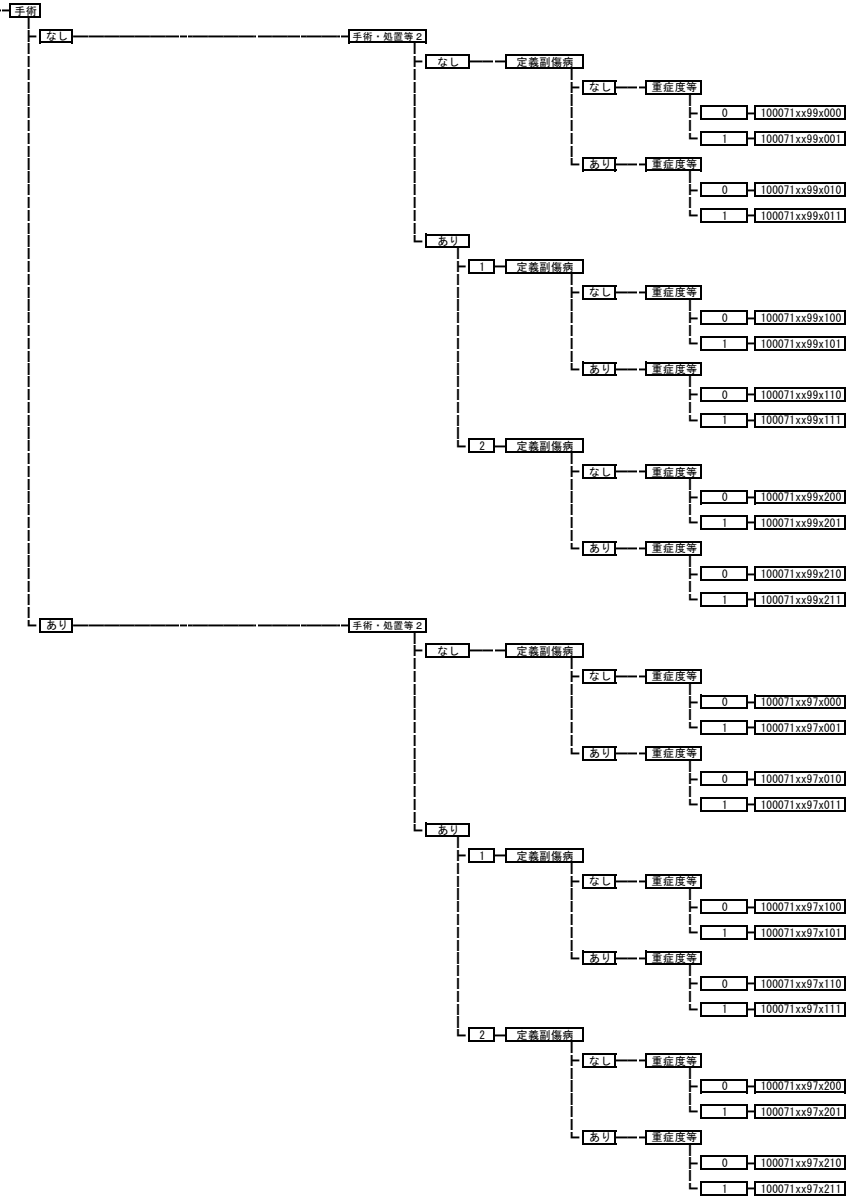 手術
なし 手術・処置等2
なし 定義副傷病
なし 重症度等
0 100071xx99x000
1 100071xx99x001
あり 重症度等
0 100071xx99x010
1 100071xx99x011
あり
1 定義副傷病
なし 重症度等
0 100071xx99x100
1 100071xx99x101
あり 重症度等
0 100071xx99x110
1 100071xx99x111
2 定義副傷病
なし 重症度等
0 100071xx99x200
1 100071xx99x201
あり 重症度等
0 100071xx99x210
1 100071xx99x211
あり 手術・処置等2
なし 定義副傷病
なし 重症度等
0 100071xx97x000
1 100071xx97x001
あり 重症度等
0 100071xx97x010
1 100071xx97x011
あり
1 定義副傷病
なし 重症度等
0 100071xx97x100
1 100071xx97x101
あり 重症度等
0 100071xx97x110
1 100071xx97x111
2 定義副傷病
なし 重症度等
0 100071xx97x200
1 100071xx97x201
あり 重症度等
0 100071xx97x210
1 100071xx97x211